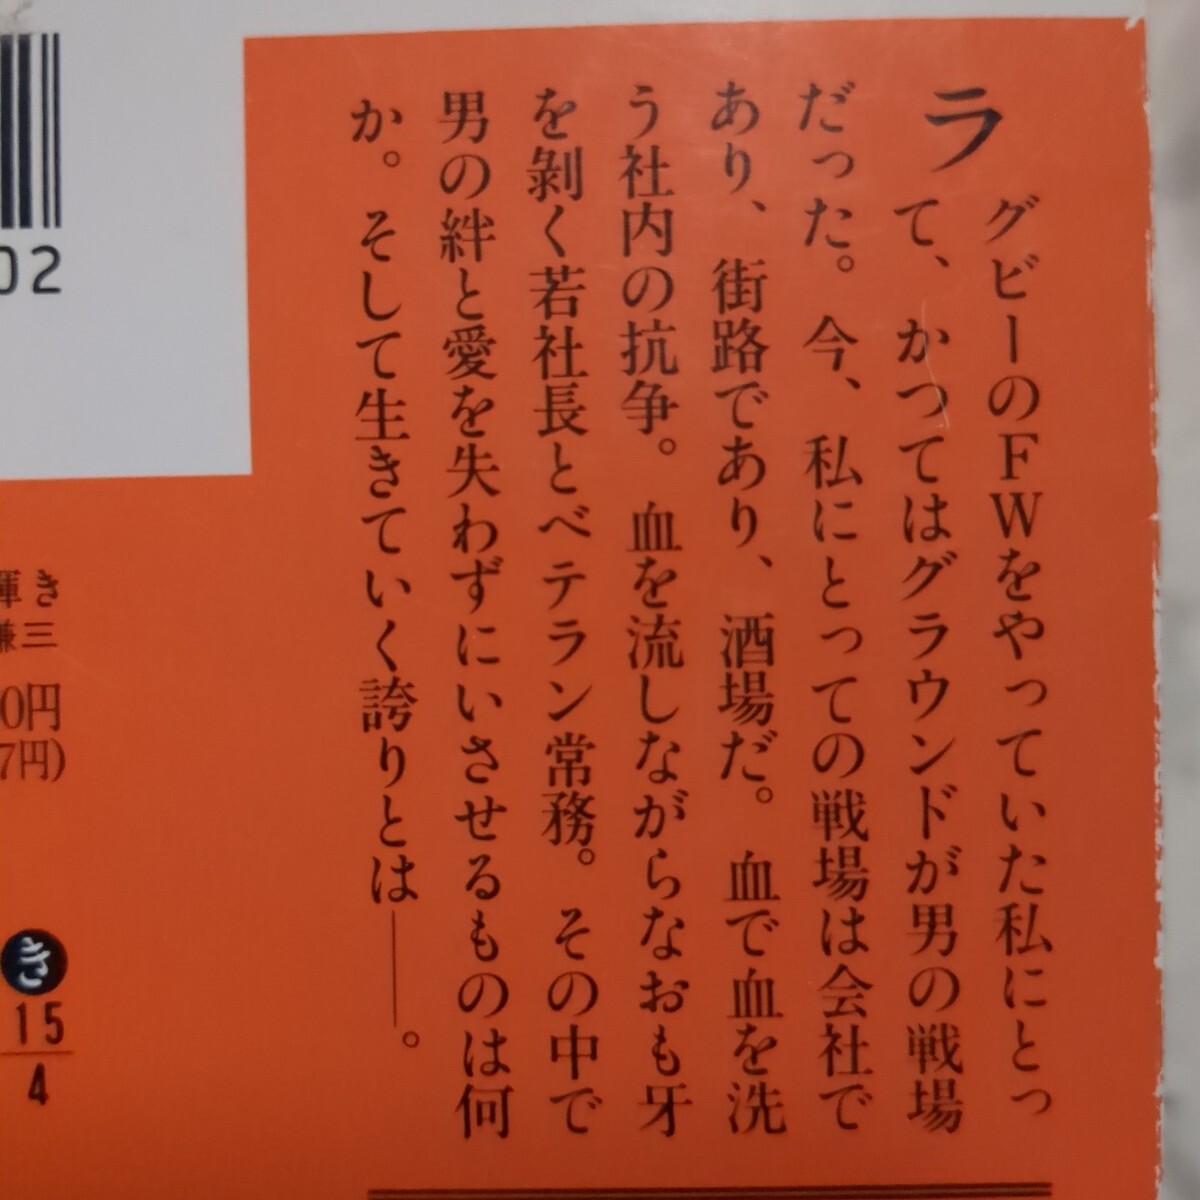 ラグビーのFWをやっていた私にとっ
て、かつてはグラウンドが男の戦場
だった。今、私にとっての戦場は会社で
あり、街路であり、酒場だ。血で血を洗
う社内の抗争。血を流しながらなおも牙
を剝く若社長とベテラン常務。その中で
男の絆と愛を失わずにいさせるものは何
か。そして生きていく誇りとは——。
02
輝き
謙三
0円
7円)
き
15
4